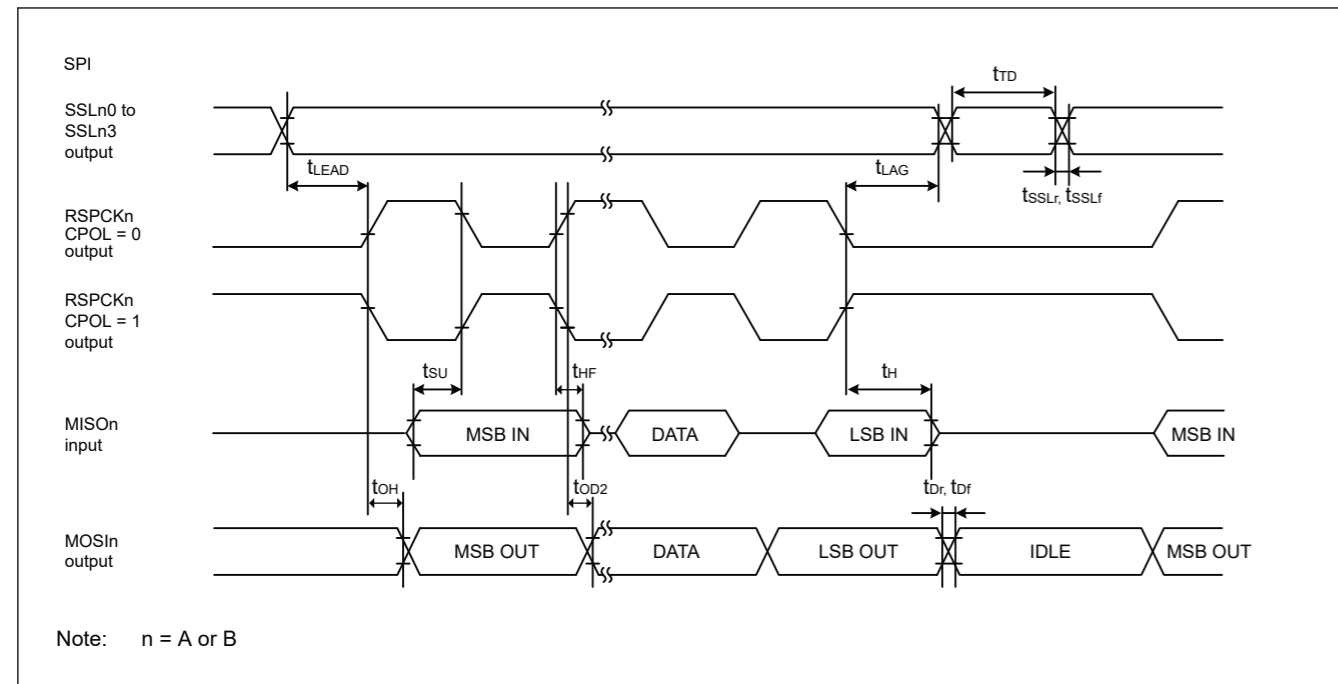 SPI
tTD
SSLn0 to
SSLn3
output
tLEAD
tLAG
tSSLr, tSSLf
RSPCKn
CPOL = 0
output
RSPCKn
CPOL = 1
output
tSU
tHF
tH
MISOn
input
MSB IN
DATA
LSB IN
MSB IN
tOH
tOD2
tDr, tDf
MOSIn
output
MSB OUT
DATA
LSB OUT
IDLE
MSB OUT
Note: n = A or B